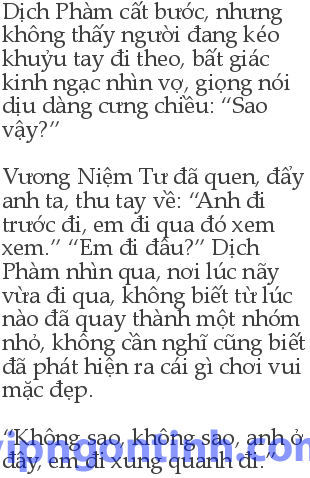 Dịch Phàm cất bước, nhưng
không thấy người đang kéo
khuỷu tay đi theo, bất giác
kinh ngạc nhìn vợ, giọng nói
dịu dàng cưng chiều: “Sao
vậy?”
Vương Niệm Tư đã quen, đẩy
anh ta, thu tay về: “Anh đi
trước đi, em đi qua đó xem
xem.” “Em đi đâu?” Dịch
Phàm nhìn qua, nơi lúc nãy
vừa đi qua, không biết từ lúc
nào đã quay thành một nhóm
nhỏ, không cần nghĩ cũng biết
đã phát hiện ra cái gì chơi vui
mặc đẹp.
“Không sao, không sao, anh ở
đây, em đi xung quanh đi.”
vipngontinh.com